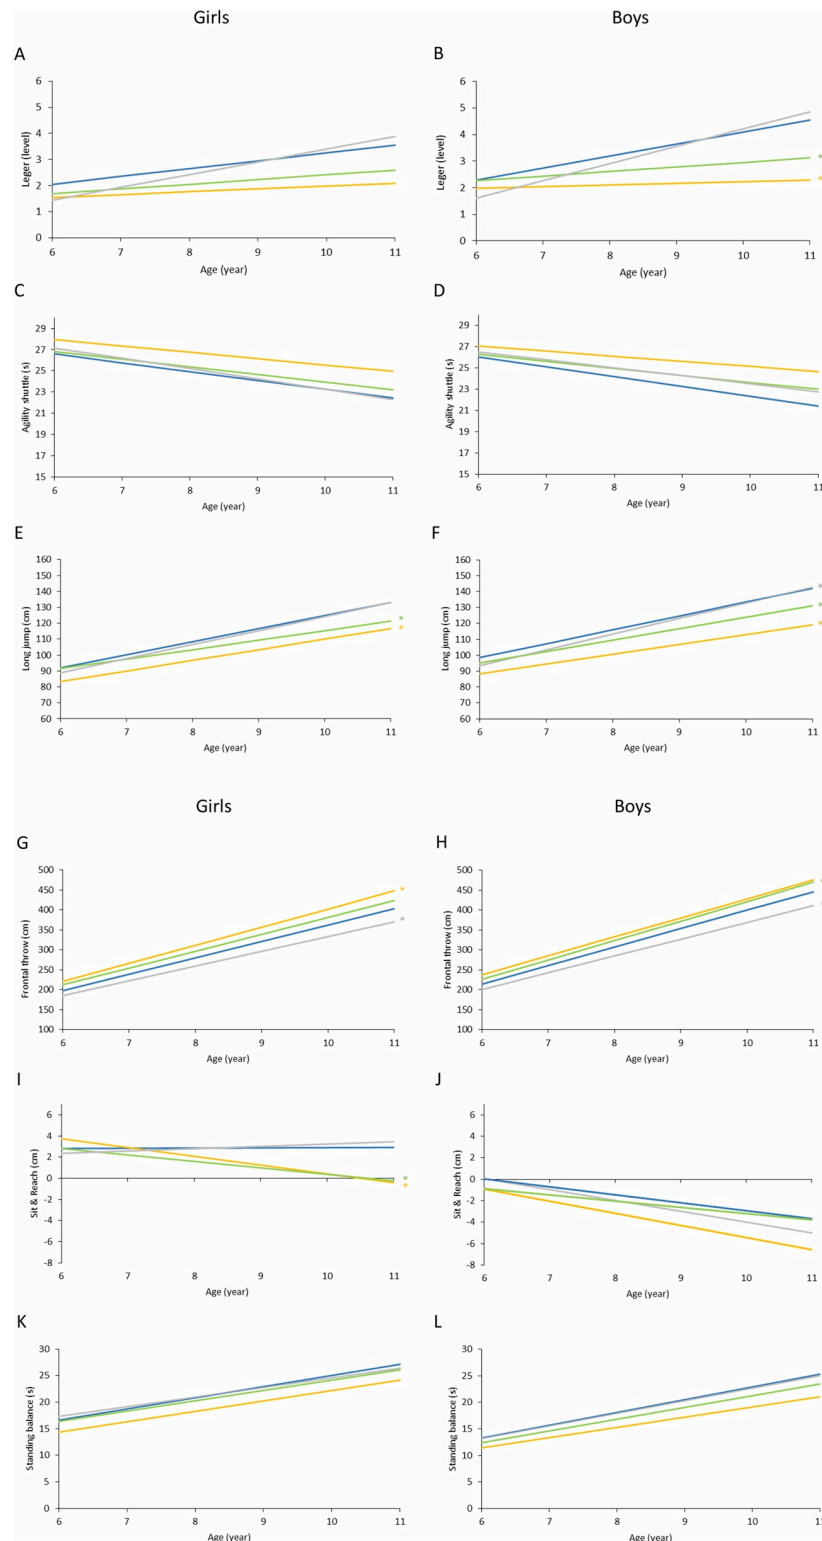 Girls
Boys
A
B
Leger (level)
6
5
4
3
2
1
0
6 7 8 9 10 11
Age (year)
Leger (level)
6
5
4
3
2
1
0
6 7 8 9 10 11
*
*
Age (year)
C
D
Agility shuttle (s)
29
27
25
23
21
19
17
15
6 7 8 9 10 11
Age (year)
Agility shuttle (s)
29
27
25
23
21
19
17
15
6 7 8 9 10 11
Age (year)
E
F
Long jump (cm)
160
150
140
130
120
110
100
90
80
70
60
6 7 8 9 10 11
*
*
Age (year)
Long jump (cm)
160
150
140
130
120
110
100
90
80
70
60
6 7 8 9 10 11
*
*
*
Age (year)
Girls
Boys
G
H
Frontal throw (cm)
500
450
400
350
300
250
200
150
100
6 7 8 9 10 11
*
*
Age (year)
Frontal throw (cm)
500
450
400
350
300
250
200
150
100
6 7 8 9 10 11
Age (year)
I
J
Sit & Reach (cm)
6
4
2
0
-2
-4
-6
-8
6 7 8 9 10 11
*
*
Age (year)
Sit & Reach (cm)
6
4
2
0
-2
-4
-6
-8
6 7 8 9 10 11
Age (year)
K
L
Standing balance (s)
30
25
20
15
10
5
0
6 7 8 9 10 11
Age (year)
Standing balance (s)
30
25
20
15
10
5
0
6 7 8 9 10 11
Age (year)